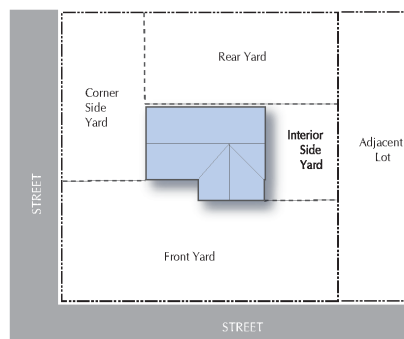 Rear Yard
Corner
Side
Yard
Interior
Side
Yard
Adjacent
Lot
STREET
Front Yard
STREET